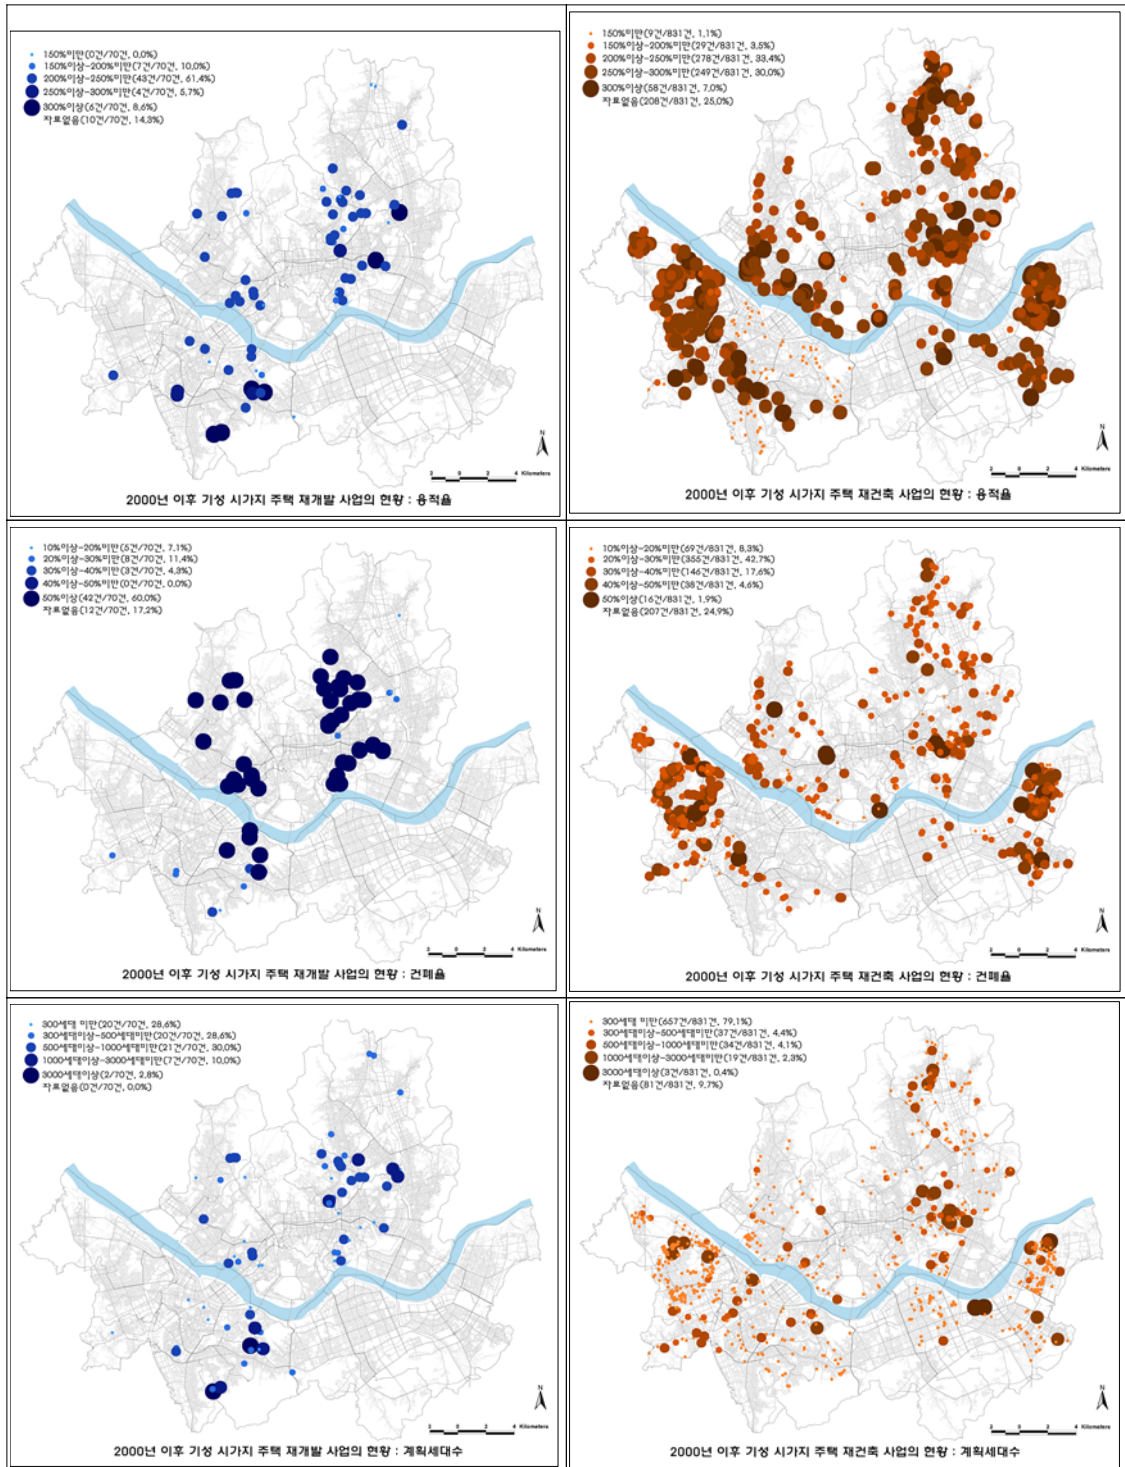 150%미만(0건/70건, 0.0%)
150%이상-200%미만(7건/70건, 10.0%)
200%이상-250%미만(43건/70건, 61.4%)
250%이상-300%미만(4건/70건, 5.7%)
300%이상(6건/70건, 8.6%)
자료없음(10건/70건, 14.3%)
N
2 0 2 4 Kilometers
2000년 이후 기성 시가지 주택 재개발 사업의 현황 : 용적율
150%미만(9건/831건, 1.1%)
150%이상-200%미만(29건/831건, 3.5%)
200%이상-250%미만(278건/831건, 33.4%)
250%이상-300%미만(249건/831건, 30.0%)
300%이상(58건/831건, 7.0%)
자료없음(208건/831건, 25.0%)
N
2 0 2 4 Kilometers
2000년 이후 기성 시가지 주택 재건축 사업의 현황 : 용적율
10%이상-20%미만(5건/70건, 7.1%)
20%이상-30%미만(8건/70건, 11.4%)
30%이상-40%미만(3건/70건, 4.3%)
40%이상-50%미만(0건/70건, 0.0%)
50%이상(42건/70건, 60.0%)
자료없음(12건/70건, 17.2%)
N
2 0 2 4 Kilometers
2000년 이후 기성 시가지 주택 재개발 사업의 현황 : 건폐율
10%이상-20%미만(69건/831건, 8.3%)
20%이상-30%미만(355건/831건, 42.7%)
30%이상-40%미만(146건/831건, 17.6%)
40%이상-50%미만(38건/831건, 4.6%)
50%이상(16건/831건, 1.9%)
자료없음(207건/831건, 24.9%)
N
2 0 2 4 Kilometers
2000년 이후 기성 시가지 주택 재건축 사업의 현황 : 건폐율
300세대 미만(20건/70건, 28.6%)
300세대이상-500세대미만(20건/70건, 28.6%)
500세대이상-1000세대미만(21건/70건, 30.0%)
1000세대이상-3000세대미만(7건/70건, 10.0%)
3000세대이상(2/70건, 2.8%)
자료없음(0건/70건, 0.0%)
N
2 0 2 4 Kilometers
2000년 이후 기성 시가지 주택 재개발 사업의 현황 : 계획세대수
300세대 미만(657건/831건, 79.1%)
300세대이상-500세대미만(37건/831건, 4.4%)
500세대이상-1000세대미만(34건/831건, 4.1%)
1000세대이상-3000세대미만(19건/831건, 2.3%)
3000세대이상(3건/831건, 0.4%)
자료없음(81건/831건, 9.7%)
N
2 0 2 4 Kilometers
2000년 이후 기성 시가지 주택 재건축 사업의 현황 : 계획세대수